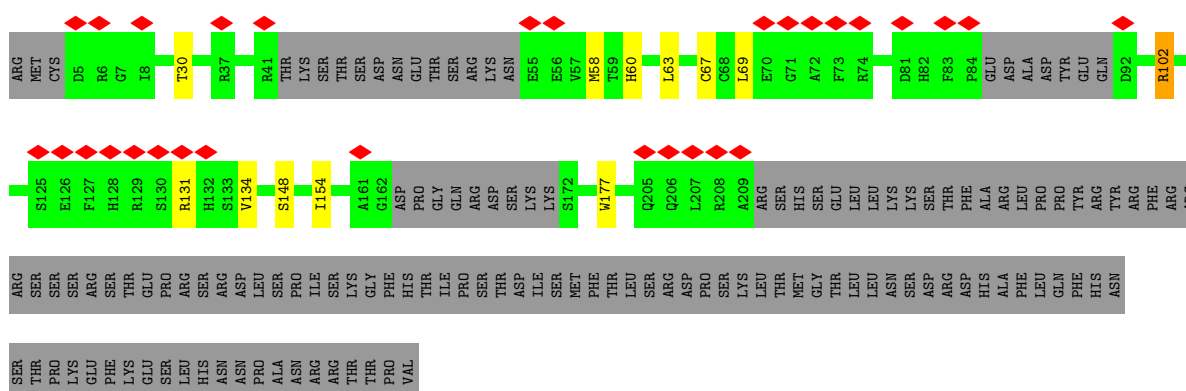 ARG MET CYS D5 R6 G7 I8 T30 R37 R41 THR LYS SER THR SER ASP ASN GLU THR SER ARG LYS ASN E55 E56 V57 M58 T59 H60 L63 C67 C68 L69 E70 G71 A72 F73 R74 D81 H82 F83 P84 GLU ASP ALA ASP TYR GLU GLN D92 R102
S125 E126 F127 H128 R129 S130 R131 H132 S133 V134 S148 I154 A161 G162 ASP PRO GLY GLN ARG ASP SER LYS LYS S172 W177 Q205 Q206 L207 R208 A209 ARG SER HIS SER GLU LEU LEU LYS LYS SER THR PHE ALA ARG LEU PRO PRO TYR ARG TYR ARG PHE ARG
ARG SER SER SER ARG SER THR GLU PRO ARG SER ARG ASP LEU SER PRO ILE SER LYS GLY PHE HIS THR ILE PRO SER THR ASP ILE SER MET PHE THR LEU SER ARG ASP PRO SER LYS LEU THR MET GLY THR LEU LEU ASN SER ASP ARG ASP HIS ALA PHE LEU GLN PHE HIS ASN
SER THR PRO LYS GLU PHE LYS GLU SER LEU HIS ASN ASN PRO ALA ASN ARG ARG THR THR PRO VAL